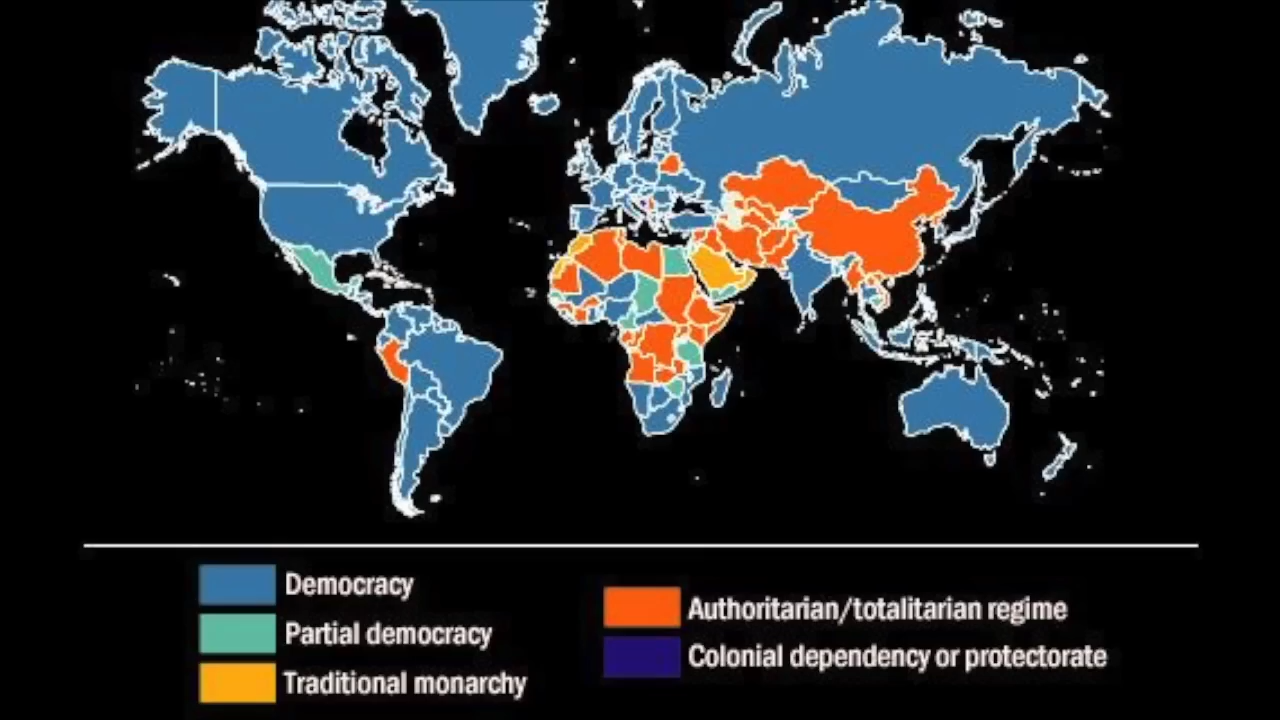 Democracy
Partial democracy
Traditional monarchy
Authoritarian/totalitarian regime
Colonial dependency or protectorate